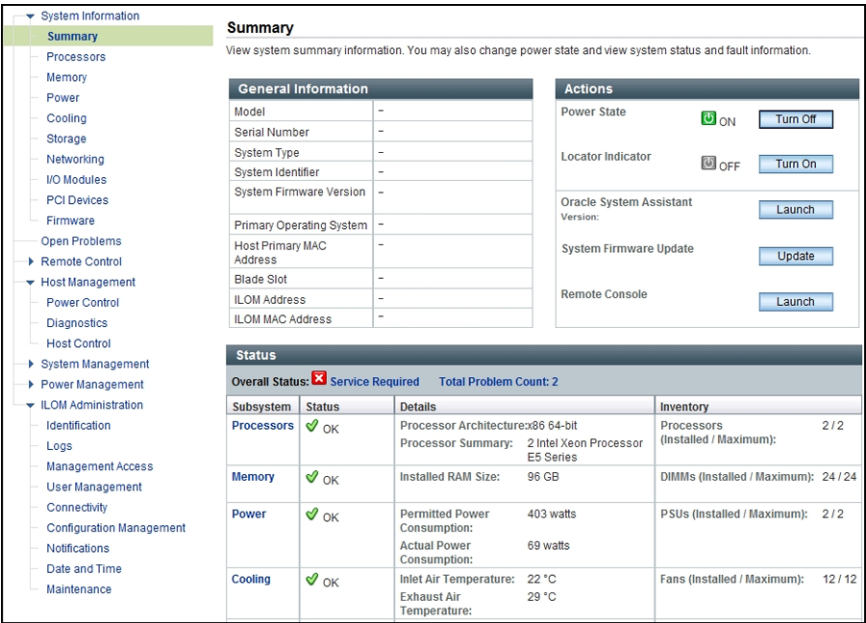 System Information
Summary
Processors
Memory
Power
Cooling
Storage
Networking
I/O Modules
PCI Devices
Firmware
Open Problems
Remote Control
Host Management
Power Control
Diagnostics
Host Control
System Management
Power Management
ILOM Administration
Identification
Logs
Management Access
User Management
Connectivity
Configuration Management
Notifications
Date and Time
Maintenance
Summary
View system summary information. You may also change power state and view system status and fault information.
General Information
Model –
Serial Number –
System Type –
System Identifier –
System Firmware Version –
Primary Operating System –
Host Primary MAC
Address –
Blade Slot –
ILOM Address –
ILOM MAC Address –
Actions
Power State ON Turn Off
Locator Indicator OFF Turn On
Oracle System Assistant
Version: Launch
System Firmware Update Update
Remote Console Launch
Status
Overall Status: Service Required Total Problem Count: 2
Subsystem Status Details Inventory
Processors OK Processor Architecture:x86 64-bit Processors 2 / 2
Processor Summary: 2 Intel Xeon Processor (Installed / Maximum):
E5 Series
Memory OK Installed RAM Size: 96 GB DIMMs (Installed / Maximum): 24 / 24
Power OK Permitted Power 403 watts PSUs (Installed / Maximum): 2 / 2
Consumption:
Actual Power 69 watts
Consumption:
Cooling OK Inlet Air Temperature: 22 °C Fans (Installed / Maximum): 12 / 12
Exhaust Air 29 °C
Temperature: